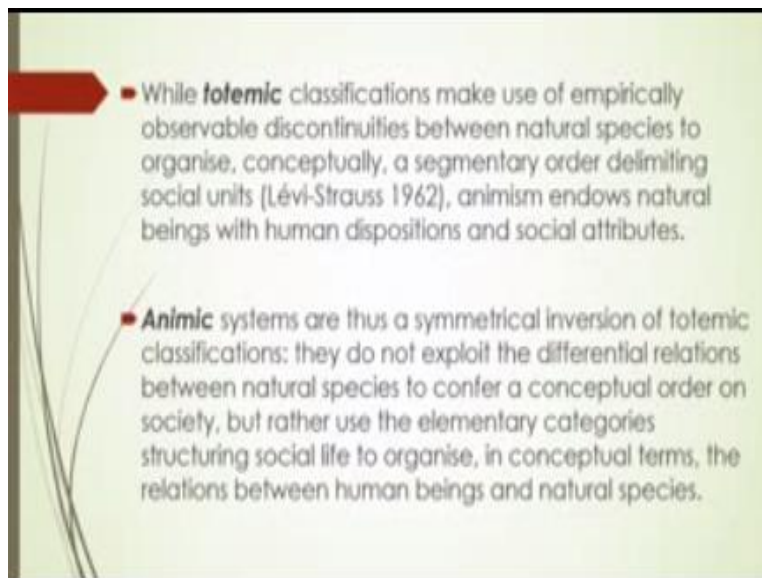 While totemic classifications make use of empirically
observable discontinuities between natural species to
organise, conceptually, a segmentary order delimiting
social units (Lévi-Strauss 1962), animism endows natural
beings with human dispositions and social attributes.
Animic systems are thus a symmetrical inversion of totemic
classifications: they do not exploit the differential relations
between natural species to confer a conceptual order on
society, but rather use the elementary categories
structuring social life to organise, in conceptual terms, the
relations between human beings and natural species.